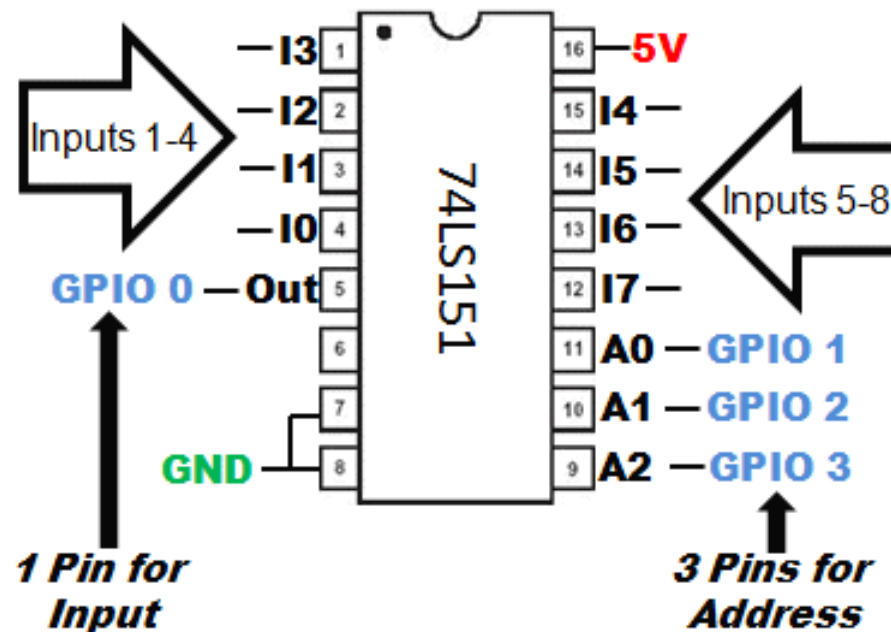 I3 1 16 5V
I2 2 15 I4
Inputs 1-4
I1 3 14 I5
Inputs 5-8
I0 4 13 I6
GPIO 0 Out 5 12 I7
74LS151
6 11 A0 GPIO 1
7 10 A1 GPIO 2
GND 8 9 A2 GPIO 3
1 Pin for
Input
3 Pins for
Address